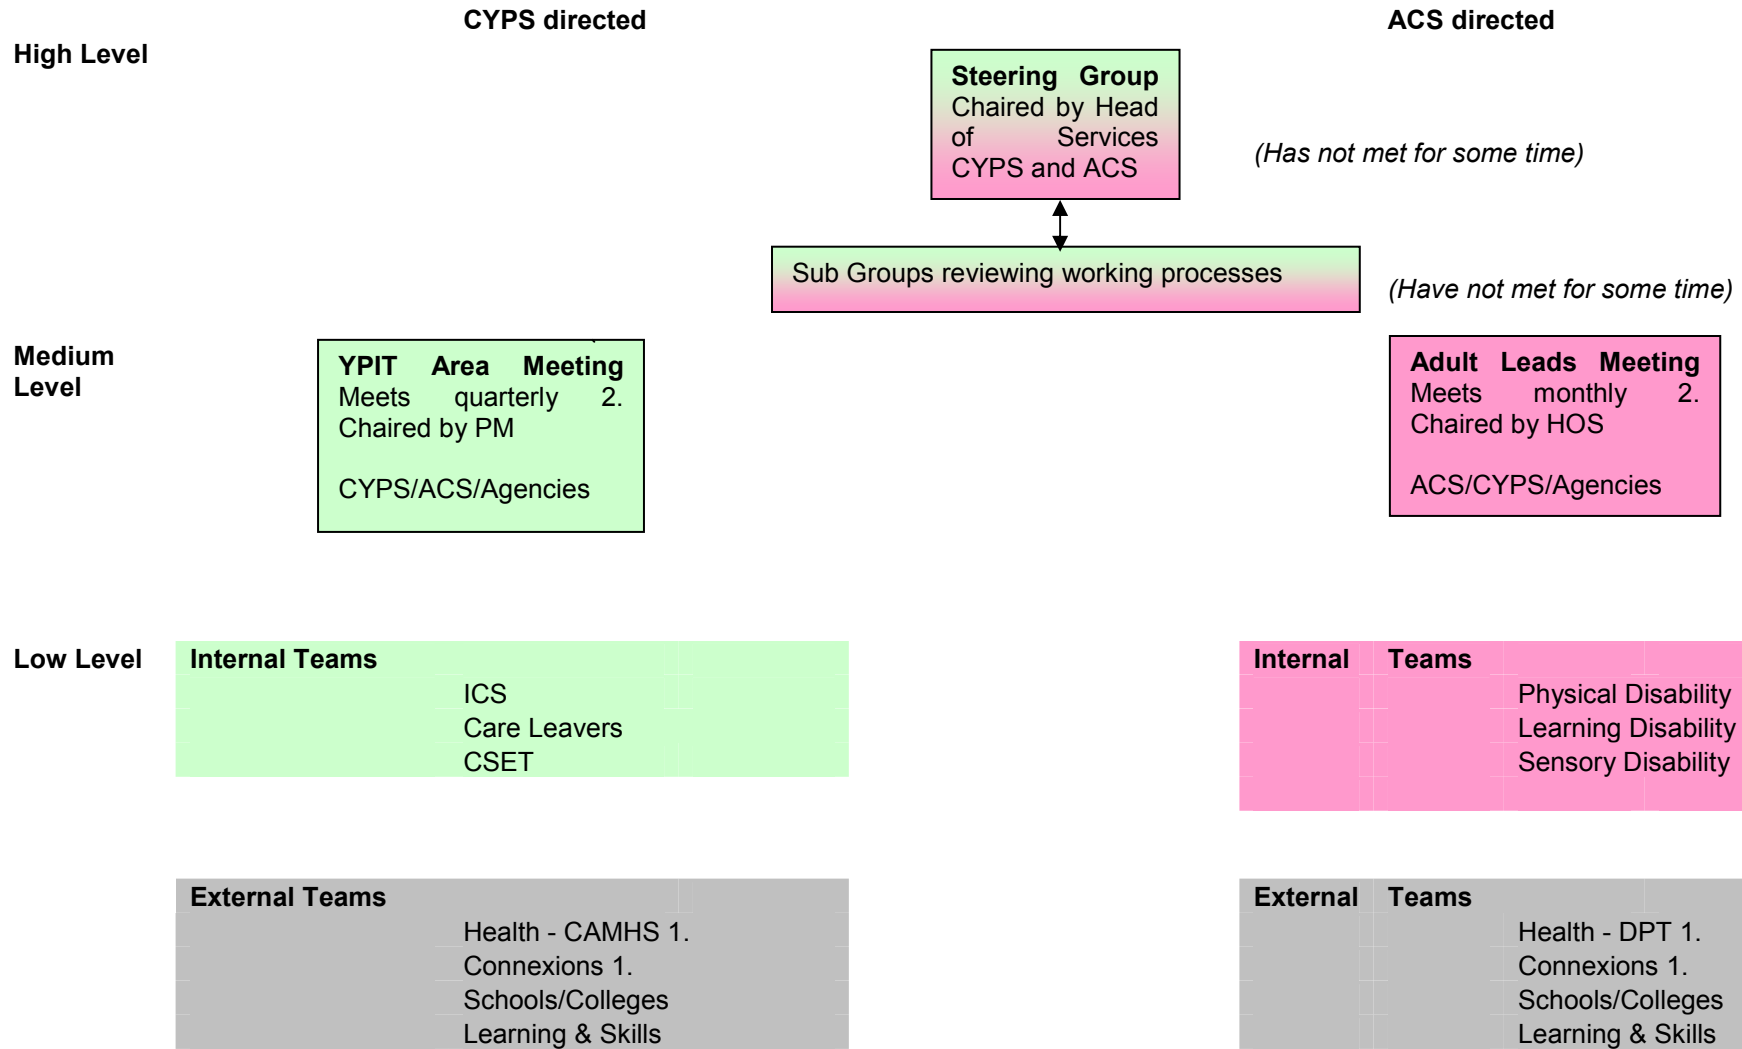 CYPS directed
ACS directed
High Level
Steering Group
Chaired by Head
of Services
CYPS and ACS
(Has not met for some time)
Sub Groups reviewing working processes
(Have not met for some time)
Medium
Level
YPIT Area Meeting
Meets quarterly 2.
Chaired by PM
CYPS/ACS/Agencies
Adult Leads Meeting
Meets monthly 2.
Chaired by HOS
ACS/CYPS/Agencies
Low Level
Internal Teams
ICS
Care Leavers
CSET
Internal Teams
Physical Disability
Learning Disability
Sensory Disability
External Teams
Health - CAMHS 1.
Connexions 1.
Schools/Colleges
Learning & Skills
External Teams
Health - DPT 1.
Connexions 1.
Schools/Colleges
Learning & Skills